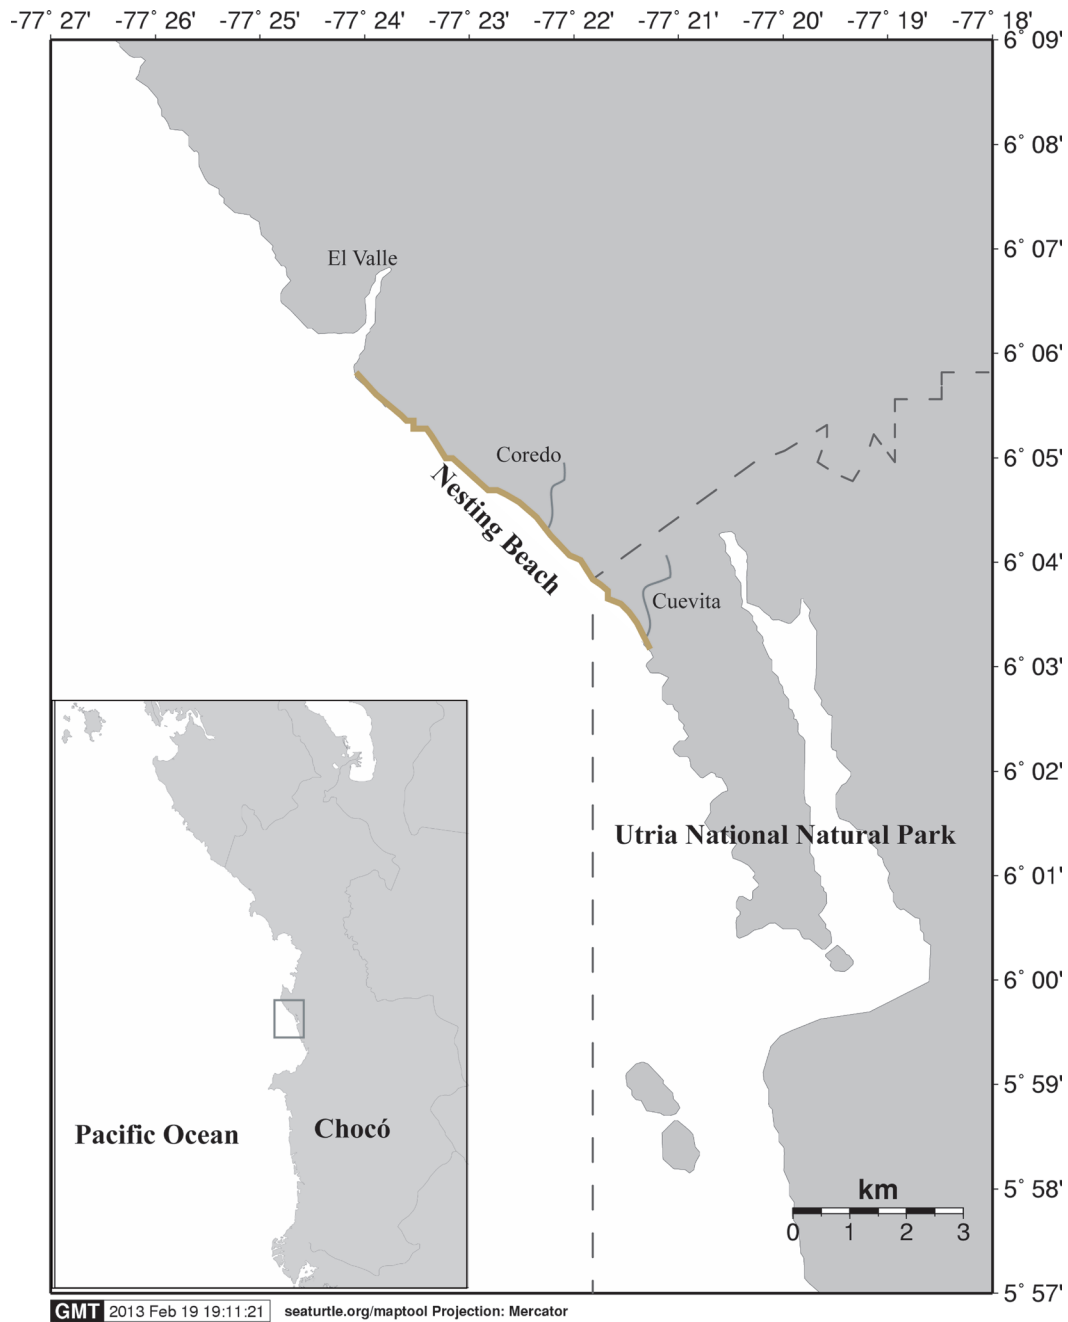 -77˚ 27' -77˚ 26' -77˚ 25' -77˚ 24' -77˚ 23' -77˚ 22' -77˚ 21' -77˚ 20' -77˚ 19' -77˚ 18'
6˚ 09'
6˚ 08'
6˚ 07'
El Valle
6˚ 06'
Coredo
6˚ 05'
Nesting Beach
6˚ 04'
Cuevita
6˚ 03'
6˚ 02'
Utria National Natural Park
6˚ 01'
6˚ 00'
5˚ 59'
Pacific Ocean
Chocó
5˚ 58'
km
0 1 2 3
5˚ 57'
GMT 2013 Feb 19 19:11:21 seaturtle.org/maptool Projection: Mercator